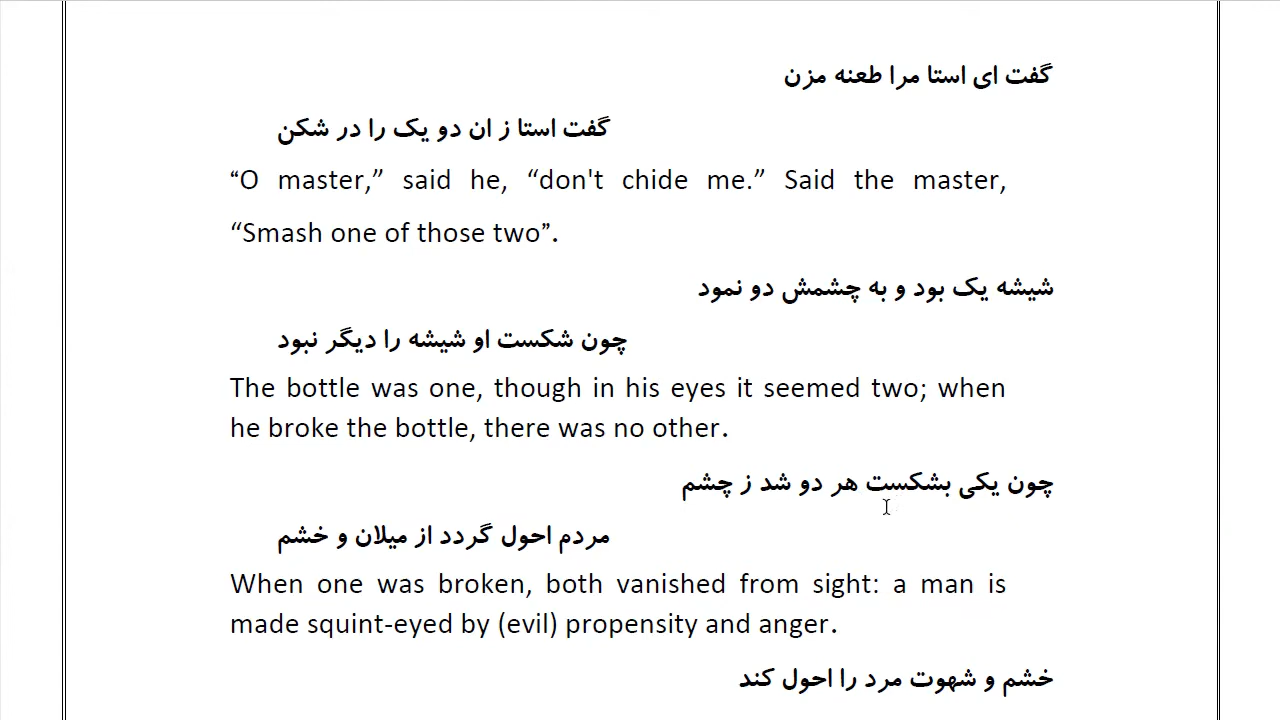 گفت ای استا مرا طعنه مزن
گفت استا ز ان دو یک را در شکن
“O master,” said he, “don't chide me.” Said the master,
“Smash one of those two”.
شیشه یک بود و به چشمش دو نمود
چون شکست او شیشه را دیگر نبود
The bottle was one, though in his eyes it seemed two; when
he broke the bottle, there was no other.
چون یکی بشکست هر دو شد ز چشم
مردم احول گردد از میلان و خشم
When one was broken, both vanished from sight: a man is
made squint-eyed by (evil) propensity and anger.
خشم و شهوت مرد را احول کند